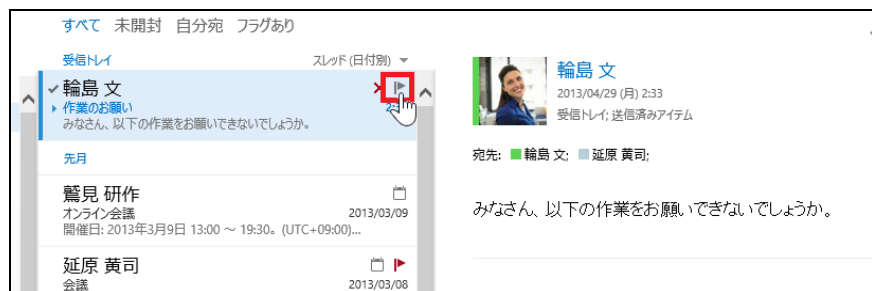 すべて 未開封 自分宛 フラグあり
受信トレイ スレッド (日付別)
輪島 文
作業のお願い
みなさん、以下の作業をお願いできないでしょうか。
先月
鷲見 研作
オンライン会議 2013/03/09
開催日: 2013年3月9日 13:00 ～ 19:30。(UTC+09:00)...
延原 黄司
会議 2013/03/08
輪島 文
2013/04/29 (月) 2:33
受信トレイ; 送信済みアイテム
宛先: 輪島 文; 延原 黄司;
みなさん、以下の作業をお願いできないでしょうか。